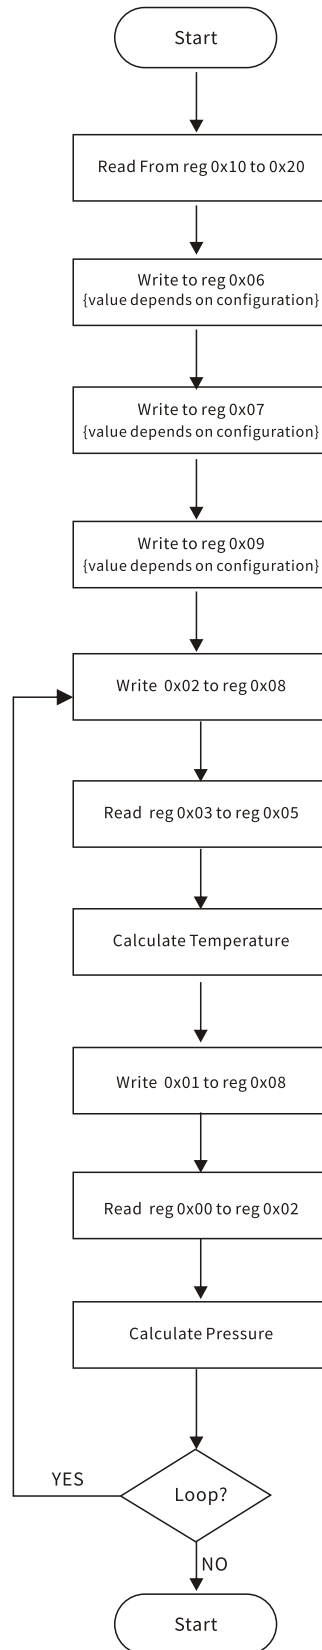 Start
Read From reg 0x10 to 0x20
Write to reg 0x06
{value depends on configuration}
Write to reg 0x07
{value depends on configuration}
Write to reg 0x09
{value depends on configuration}
Write 0x02 to reg 0x08
Read reg 0x03 to reg 0x05
Calculate Temperature
Write 0x01 to reg 0x08
Read reg 0x00 to reg 0x02
Calculate Pressure
YES
Loop?
NO
Start